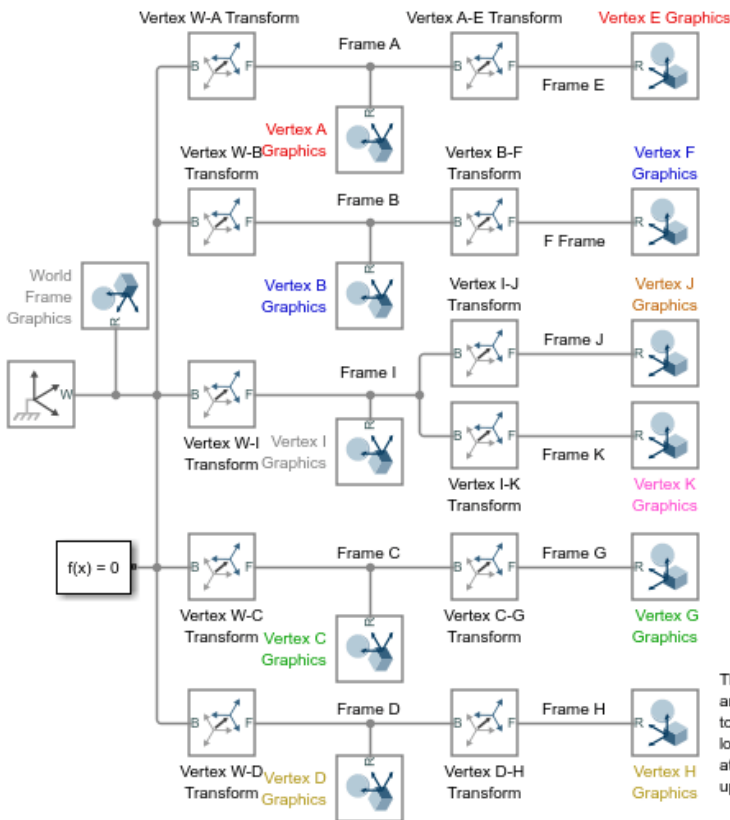 Vertex W-A Transform
Vertex A-E Transform
Vertex E Graphics
Frame A
B
F
B
F
R
Frame E
R
Vertex A
Graphics
Vertex W-B
Transform
Vertex B-F
Transform
Vertex F
Graphics
Frame B
B
F
B
F
R
F Frame
R
World
Frame
Graphics
R
Vertex B
Graphics
Vertex I-J
Transform
Vertex J
Graphics
Frame J
B
F
R
Frame I
W
B
F
R
Vertex W-I
Transform
Vertex I
Graphics
B
F
R
Frame K
Vertex I-K
Transform
Vertex K
Graphics
f(x) = 0
Frame C
Frame G
B
F
B
F
R
R
Vertex W-C
Transform
Vertex C
Graphics
Vertex C-G
Transform
Vertex G
Graphics
Frame D
Frame H
B
F
B
F
R
R
Vertex W-D
Transform
Vertex D
Graphics
Vertex D-H
Transform
Vertex H
Graphics